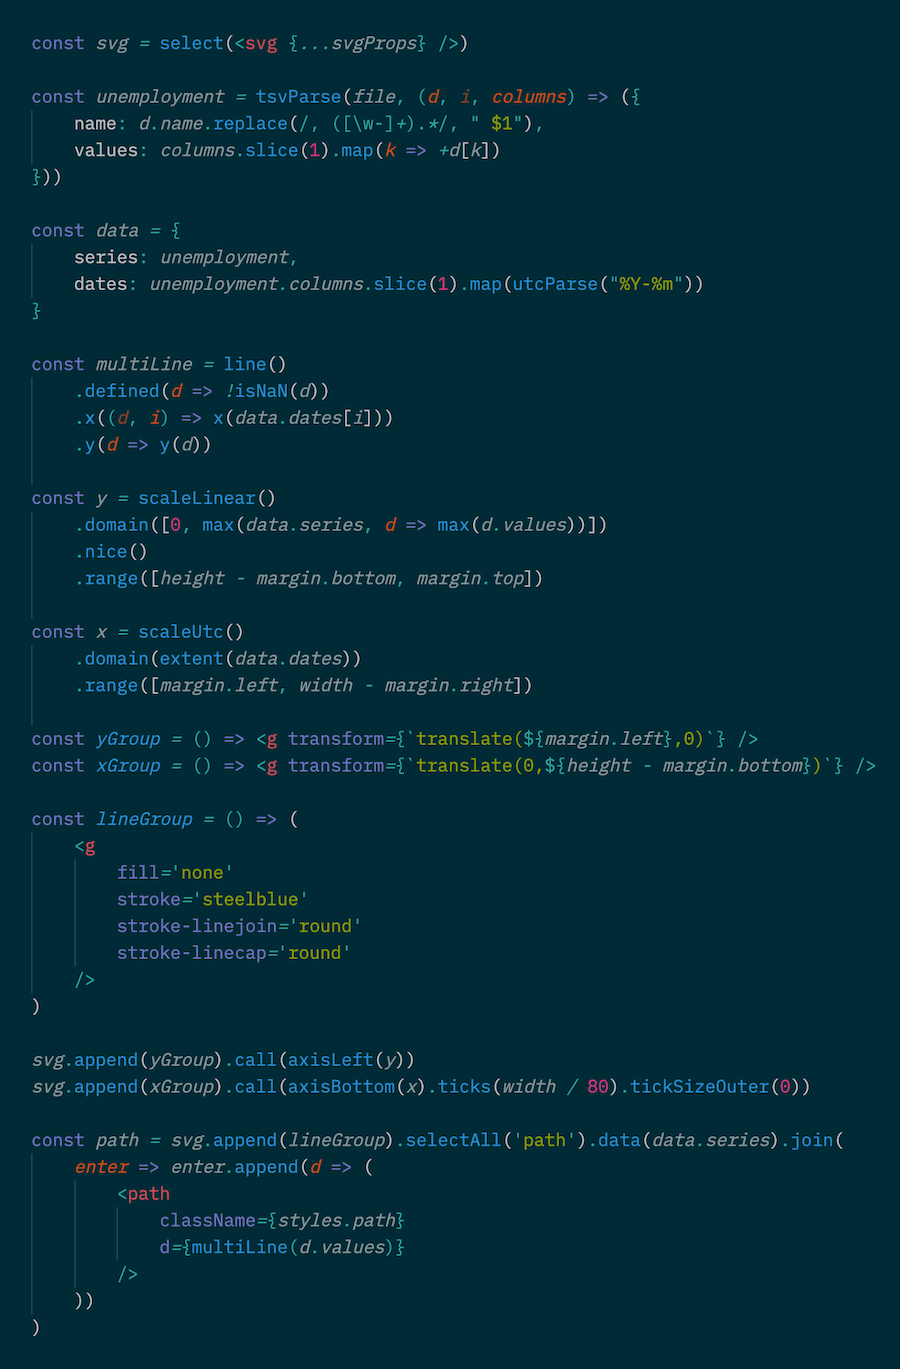 const svg = select(<svg {...svgProps} />)

const unemployment = tsvParse(file, (d, i, columns) => ({
    name: d.name.replace(/, ([\w-]+).*/, " $1"),
    values: columns.slice(1).map(k => +d[k])
}))

const data = {
    series: unemployment,
    dates: unemployment.columns.slice(1).map(utcParse("%Y-%m"))
}

const multiLine = line()
    .defined(d => !isNaN(d))
    .x((d, i) => x(data.dates[i]))
    .y(d => y(d))

const y = scaleLinear()
    .domain([0, max(data.series, d => max(d.values))])
    .nice()
    .range([height - margin.bottom, margin.top])

const x = scaleUtc()
    .domain(extent(data.dates))
    .range([margin.left, width - margin.right])

const yGroup = () => <g transform={`translate(${margin.left},0)`} />
const xGroup = () => <g transform={`translate(0,${height - margin.bottom})`} />

const lineGroup = () => (
    <g
        fill='none'
        stroke='steelblue'
        stroke-linejoin='round'
        stroke-linecap='round'
    />
)

svg.append(yGroup).call(axisLeft(y))
svg.append(xGroup).call(axisBottom(x).ticks(width / 80).tickSizeOuter(0))

const path = svg.append(lineGroup).selectAll('path').data(data.series).join(
    enter => enter.append(d => (
        <path
            className={styles.path}
            d={multiLine(d.values)}
        />
    ))
)